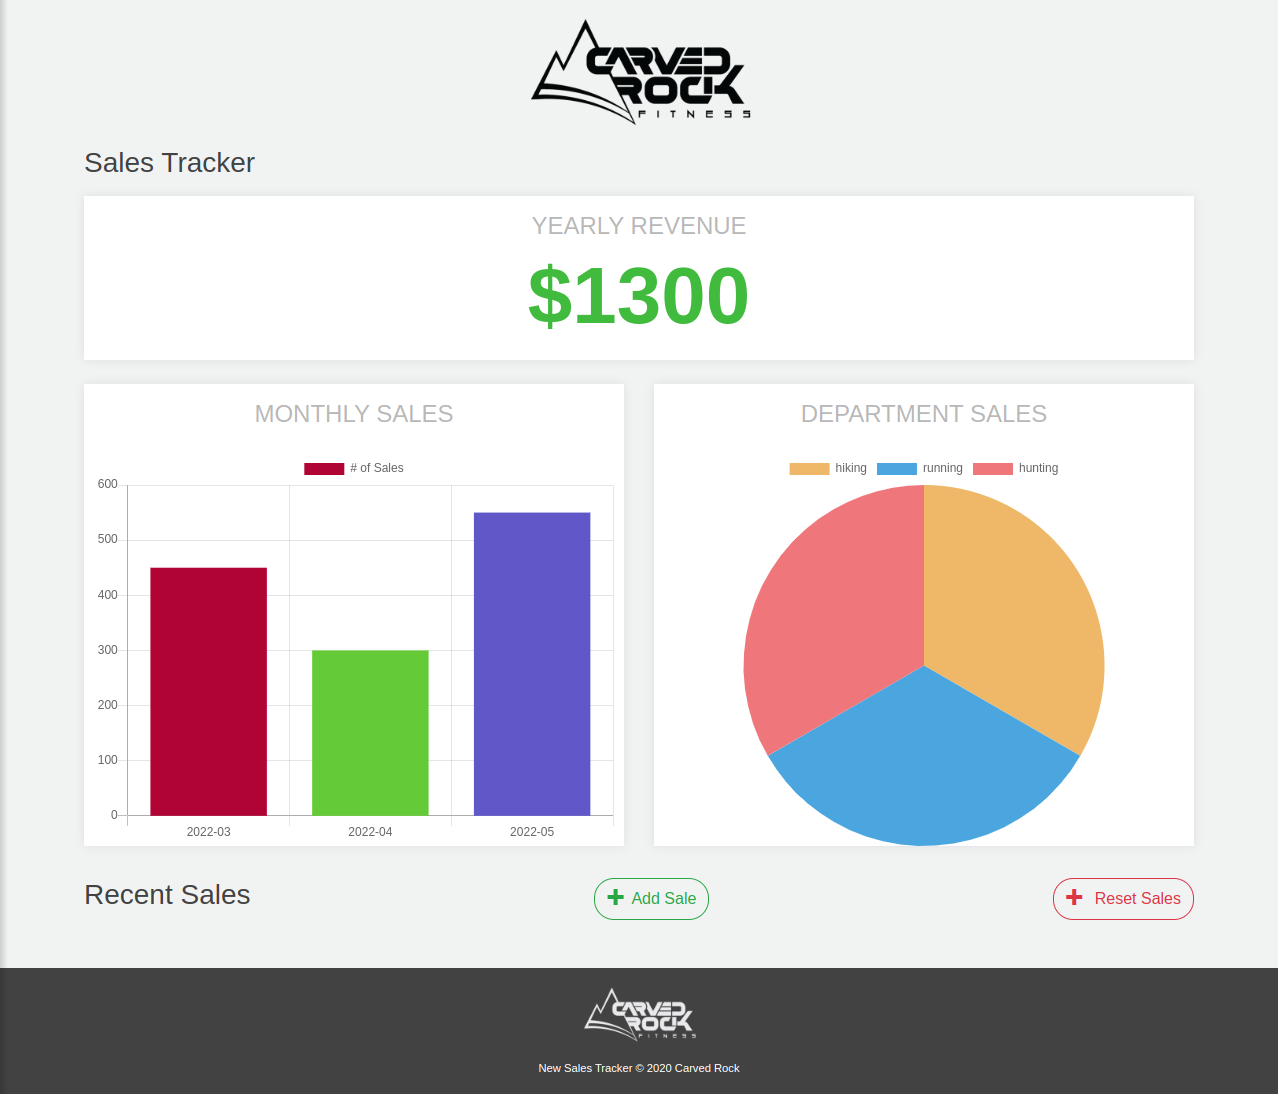 CARVED
ROCK
FITNESS
Sales Tracker
YEARLY REVENUE
$1300
MONTHLY SALES
# of Sales
600
500
400
300
200
100
0
2022-03 2022-04 2022-05
DEPARTMENT SALES
hiking running hunting
Recent Sales
Add Sale
Reset Sales
CARVED
ROCK
FITNESS
New Sales Tracker © 2020 Carved Rock